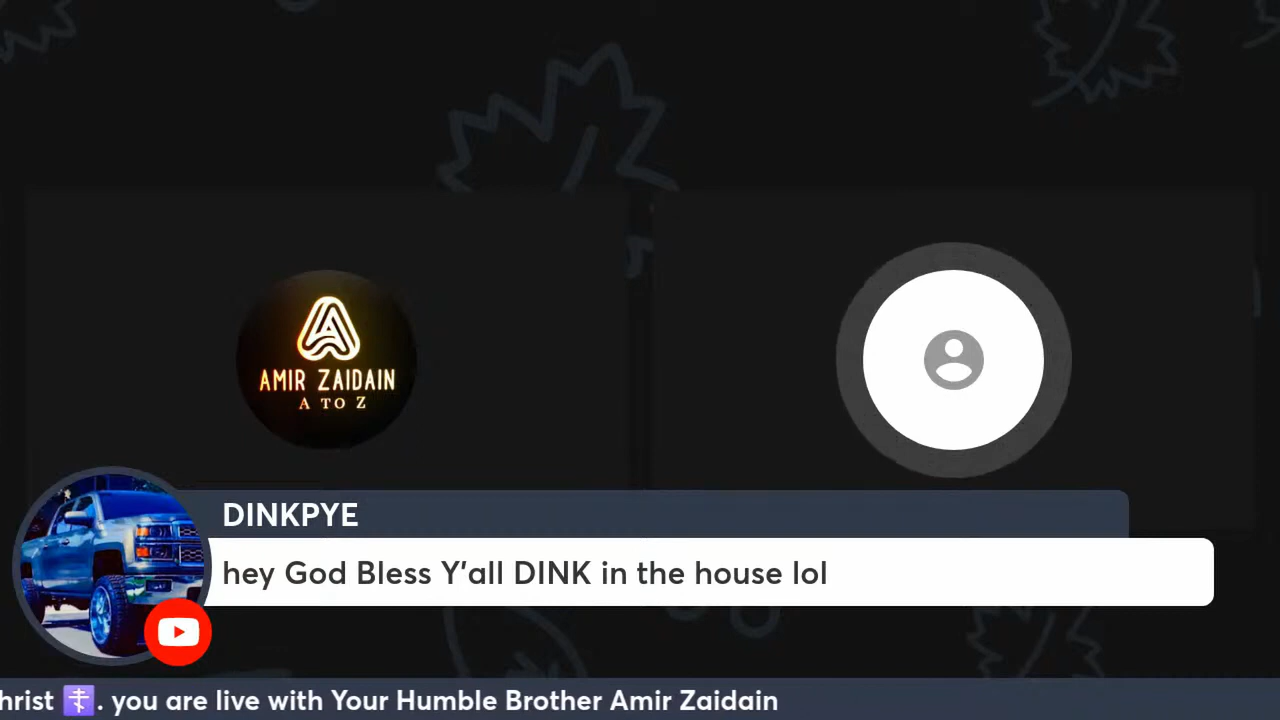 AMIR ZAIDAIN
A TO Z
DINKPYE
hey God Bless Y'all DINK in the house lol
hrist ☦. you are live with Your Humble Brother Amir Zaidain